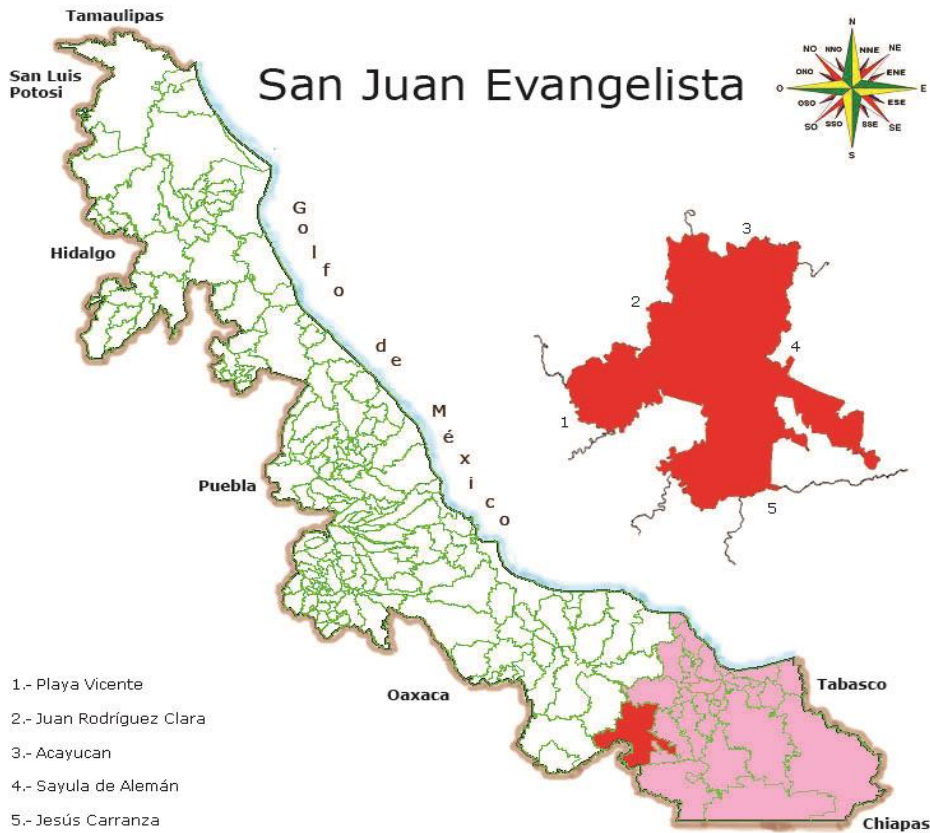 Tamaulipas
San Luis
Potosi
San Juan Evangelista
N
NNO
NNE
NO
NE
ONO
ENE
O
E
OSO
ESE
SO
SSO
SSE
SE
S
Hidalgo
Golfo de México
3
2
4
1
5
Puebla
Oaxaca
Tabasco
Chiapas
1.- Playa Vicente
2.- Juan Rodríguez Clara
3.- Acayucan
4.- Sayula de Alemán
5.- Jesús Carranza